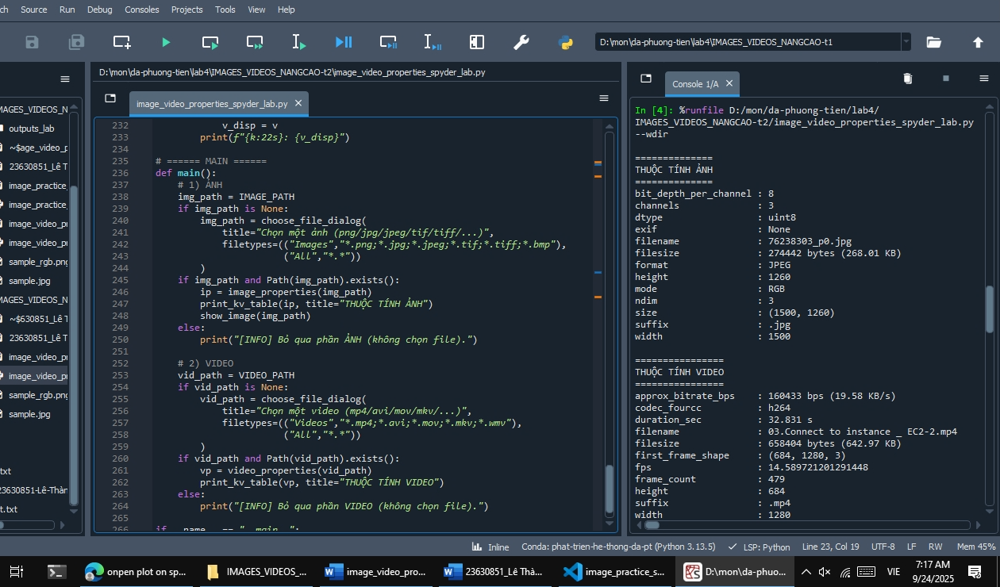 ch Source Run Debug Consoles Projects Tools View Help
D:\mon\da-phuong-tien\lab4\IMAGES_VIDEOS_NANGCAO-t1
MAGES_VIDEOS_N
outputs_lab
~$age_video_p
23630851_Lê T
image_practice_
image_practice_
image_video_pr
image_video_pr
sample_rgb.png
sample.jpg
MAGES_VIDEOS_N
~$630851_Lê T
23630851_Lê T
image_video_pr
image_video_pr
sample_rgb.png
sample.jpg
txt
23630851-Lê-Thàn
t.txt
D:\mon\da-phuong-tien\lab4\IMAGES_VIDEOS_NANGCAO-t2\image_video_properties_spyder_lab.py
image_video_properties_spyder_lab.py
232 v_disp = v
233 print(f"{k:22s}: {v_disp}")
234
235 # ====== MAIN ======
236 def main():
237 # 1) ẢNH
238 img_path = IMAGE_PATH
239 if img_path is None:
240 img_path = choose_file_dialog(
241 title="Chọn một ảnh (png/jpg/jpeg/tif/tiff/...)",
242 filetypes=(("Images","*.png;*.jpg;*.jpeg;*.tif;*.tiff;*.bmp"),
243 ("All","*.*"))
244 )
245 if img_path and Path(img_path).exists():
246 ip = image_properties(img_path)
247 print_kv_table(ip, title="THUỘC TÍNH ẢNH")
248 show_image(img_path)
249 else:
250 print("[INFO] Bỏ qua phần ẢNH (không chọn file).")
251
252 # 2) VIDEO
253 vid_path = VIDEO_PATH
254 if vid_path is None:
255 vid_path = choose_file_dialog(
256 title="Chọn một video (mp4/avi/mov/mkv/...)",
257 filetypes=(("Videos","*.mp4;*.avi;*.mov;*.mkv;*.wmv"),
258 ("All","*.*"))
259 )
260 if vid_path and Path(vid_path).exists():
261 vp = video_properties(vid_path)
262 print_kv_table(vp, title="THUỘC TÍNH VIDEO")
263 else:
264 print("[INFO] Bỏ qua phần VIDEO (không chọn file).")
265
266 if __name__ == "__main__":
Console 1/A
In [4]: %runfile D:/mon/da-phuong-tien/lab4/
IMAGES_VIDEOS_NANGCAO-t2/image_video_properties_spyder_lab.py
--wdir
==============
THUỘC TÍNH ẢNH
==============
bit_depth_per_channel : 8
channels : 3
dtype : uint8
exif : None
filename : 76238303_p0.jpg
filesize : 274442 bytes (268.01 KB)
format : JPEG
height : 1260
mode : RGB
ndim : 3
size : (1500, 1260)
suffix : .jpg
width : 1500
================
THUỘC TÍNH VIDEO
================
approx_bitrate_bps : 160433 bps (19.58 KB/s)
codec_fourcc : h264
duration_sec : 32.831 s
filename : 03.Connect to instance _ EC2-2.mp4
filesize : 658404 bytes (642.97 KB)
first_frame_shape : (684, 1280, 3)
fps : 14.589721201291448
frame_count : 479
height : 684
suffix : .mp4
width : 1280
Inline Conda: phat-trien-he-thong-da-pt (Python 3.13.5) LSP: Python Line 23, Col 19 UTF-8 LF RW Mem 45%
onpen plot on sp... IMAGES_VIDEOS_... image_video_pro... 23630851_Lê Thà... image_practice_s... D:\mon\da-phuo... VIE
7:17 AM
9/24/2025